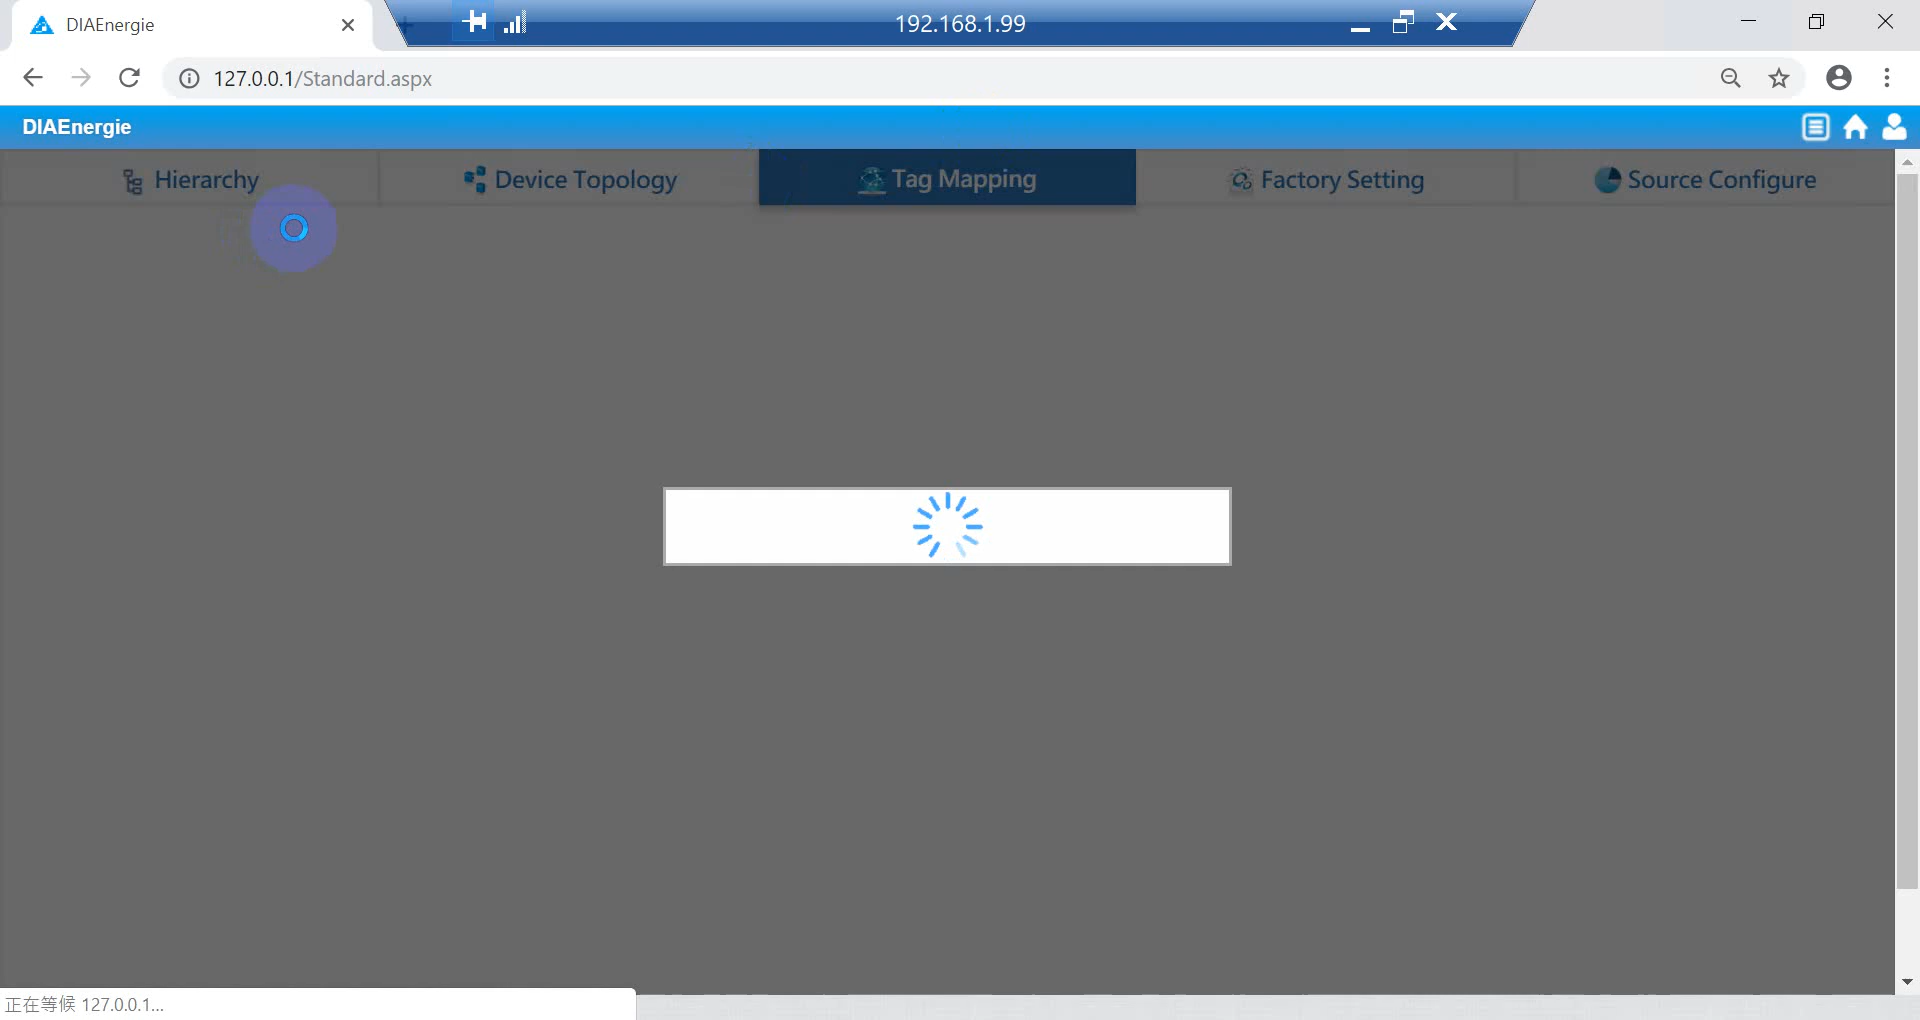 DIAEnergie
192.168.1.99
127.0.0.1/Standard.aspx
DIAEnergie
Hierarchy
Device Topology
Tag Mapping
Factory Setting
Source Configure
正在等候 127.0.0.1...